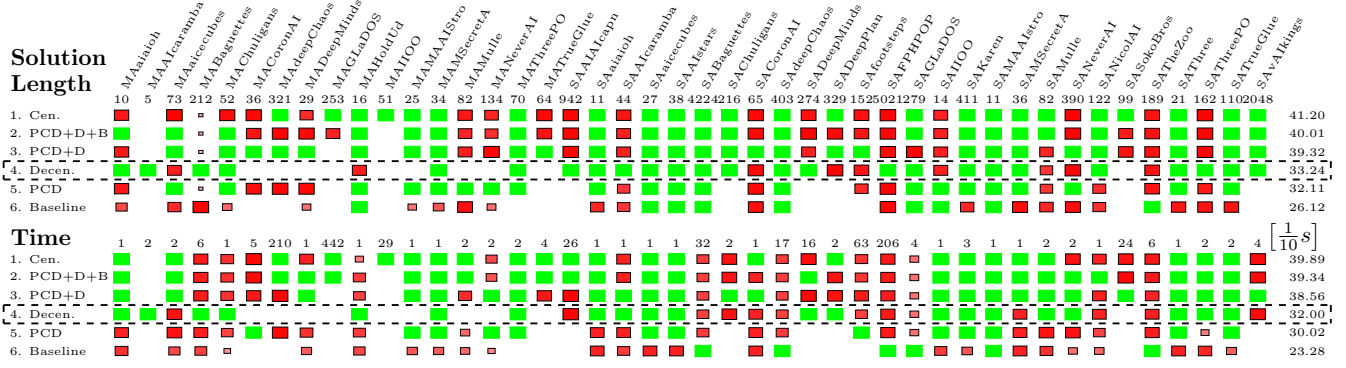 MAaiaioh MAAIcaramba MAaicecubes MABaguettes MAChuligans MACoronAI MAdeepChaos MADeepMinds MAGLaDOS MAHoldUd MAIIOO MAMAAIStro MAMSecretA MAMulle MANeverAI MAThreePO MATrueGlue SAAIAIcapn SAaiaioh SAAIcaramba SAaicecubes SAAIstars SABaguettes SAChuligans SACoronAI SAdeepChaos SADeepMinds SADeepPlan SAfootsteps SAFPHPOP SAGLaDOS SAIIOO SAKaren SAMAAIstro SAMSecretA SAMulle SANeverAI SANicolAI SASokoBros SATheZoo SAThree SAThreePO SATrueGlue SAvAIkings
Solution
Length
10 5 73 212 52 36 321 29 253 16 51 25 34 82 134 70 64 942 11 44 27 38 4224 216 65 403 274 329 152 5021 279 14 411 11 36 82 390 122 99 189 21 162 110 2048
1. Cen. 41.20
2. PCD+D+B 40.01
3. PCD+D 39.32
4. Decen. 33.24
5. PCD 32.11
6. Baseline 26.12
Time 1 2 2 6 1 5 210 1 442 1 29 1 1 2 2 2 4 26 1 1 1 1 32 2 1 17 16 2 63 206 4 1 3 1 1 2 2 1 24 6 1 2 2 4 [1/10 s]
1. Cen. 39.89
2. PCD+D+B 39.34
3. PCD+D 38.56
4. Decen. 32.00
5. PCD 30.02
6. Baseline 23.28